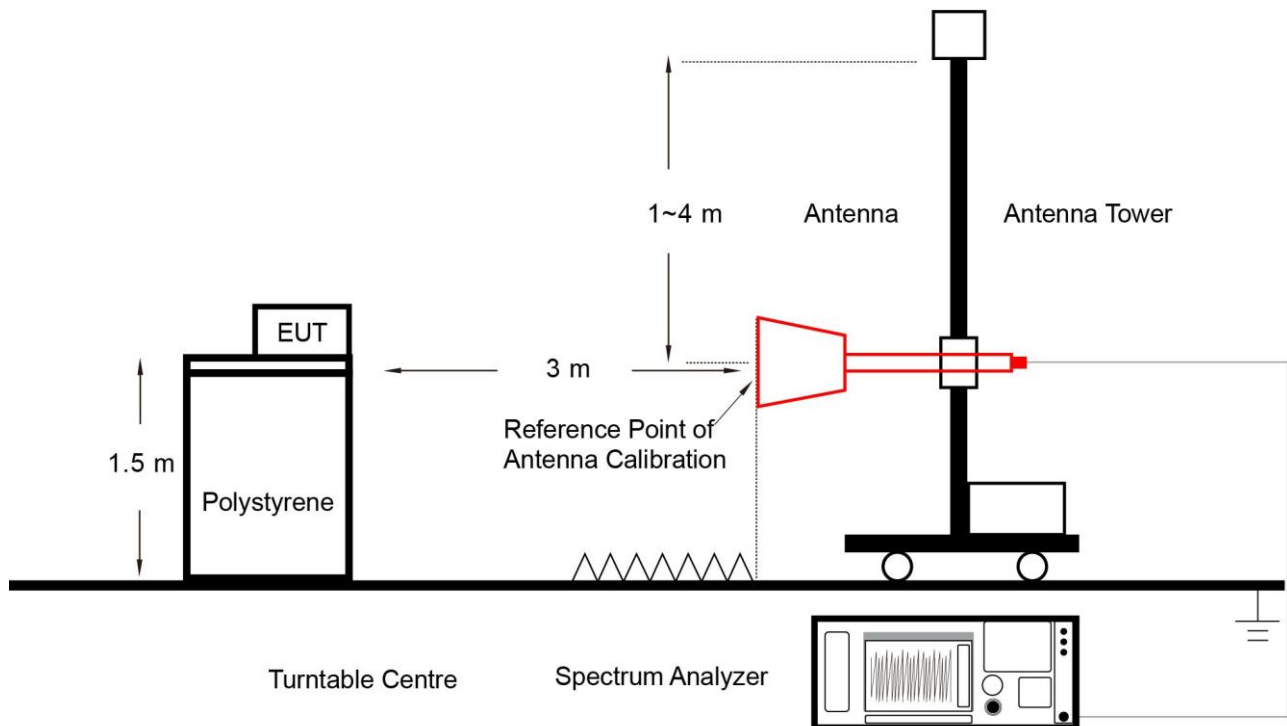 1~4 m
Antenna
Antenna Tower
EUT
3 m
Reference Point of
Antenna Calibration
1.5 m
Polystyrene
Turntable Centre
Spectrum Analyzer